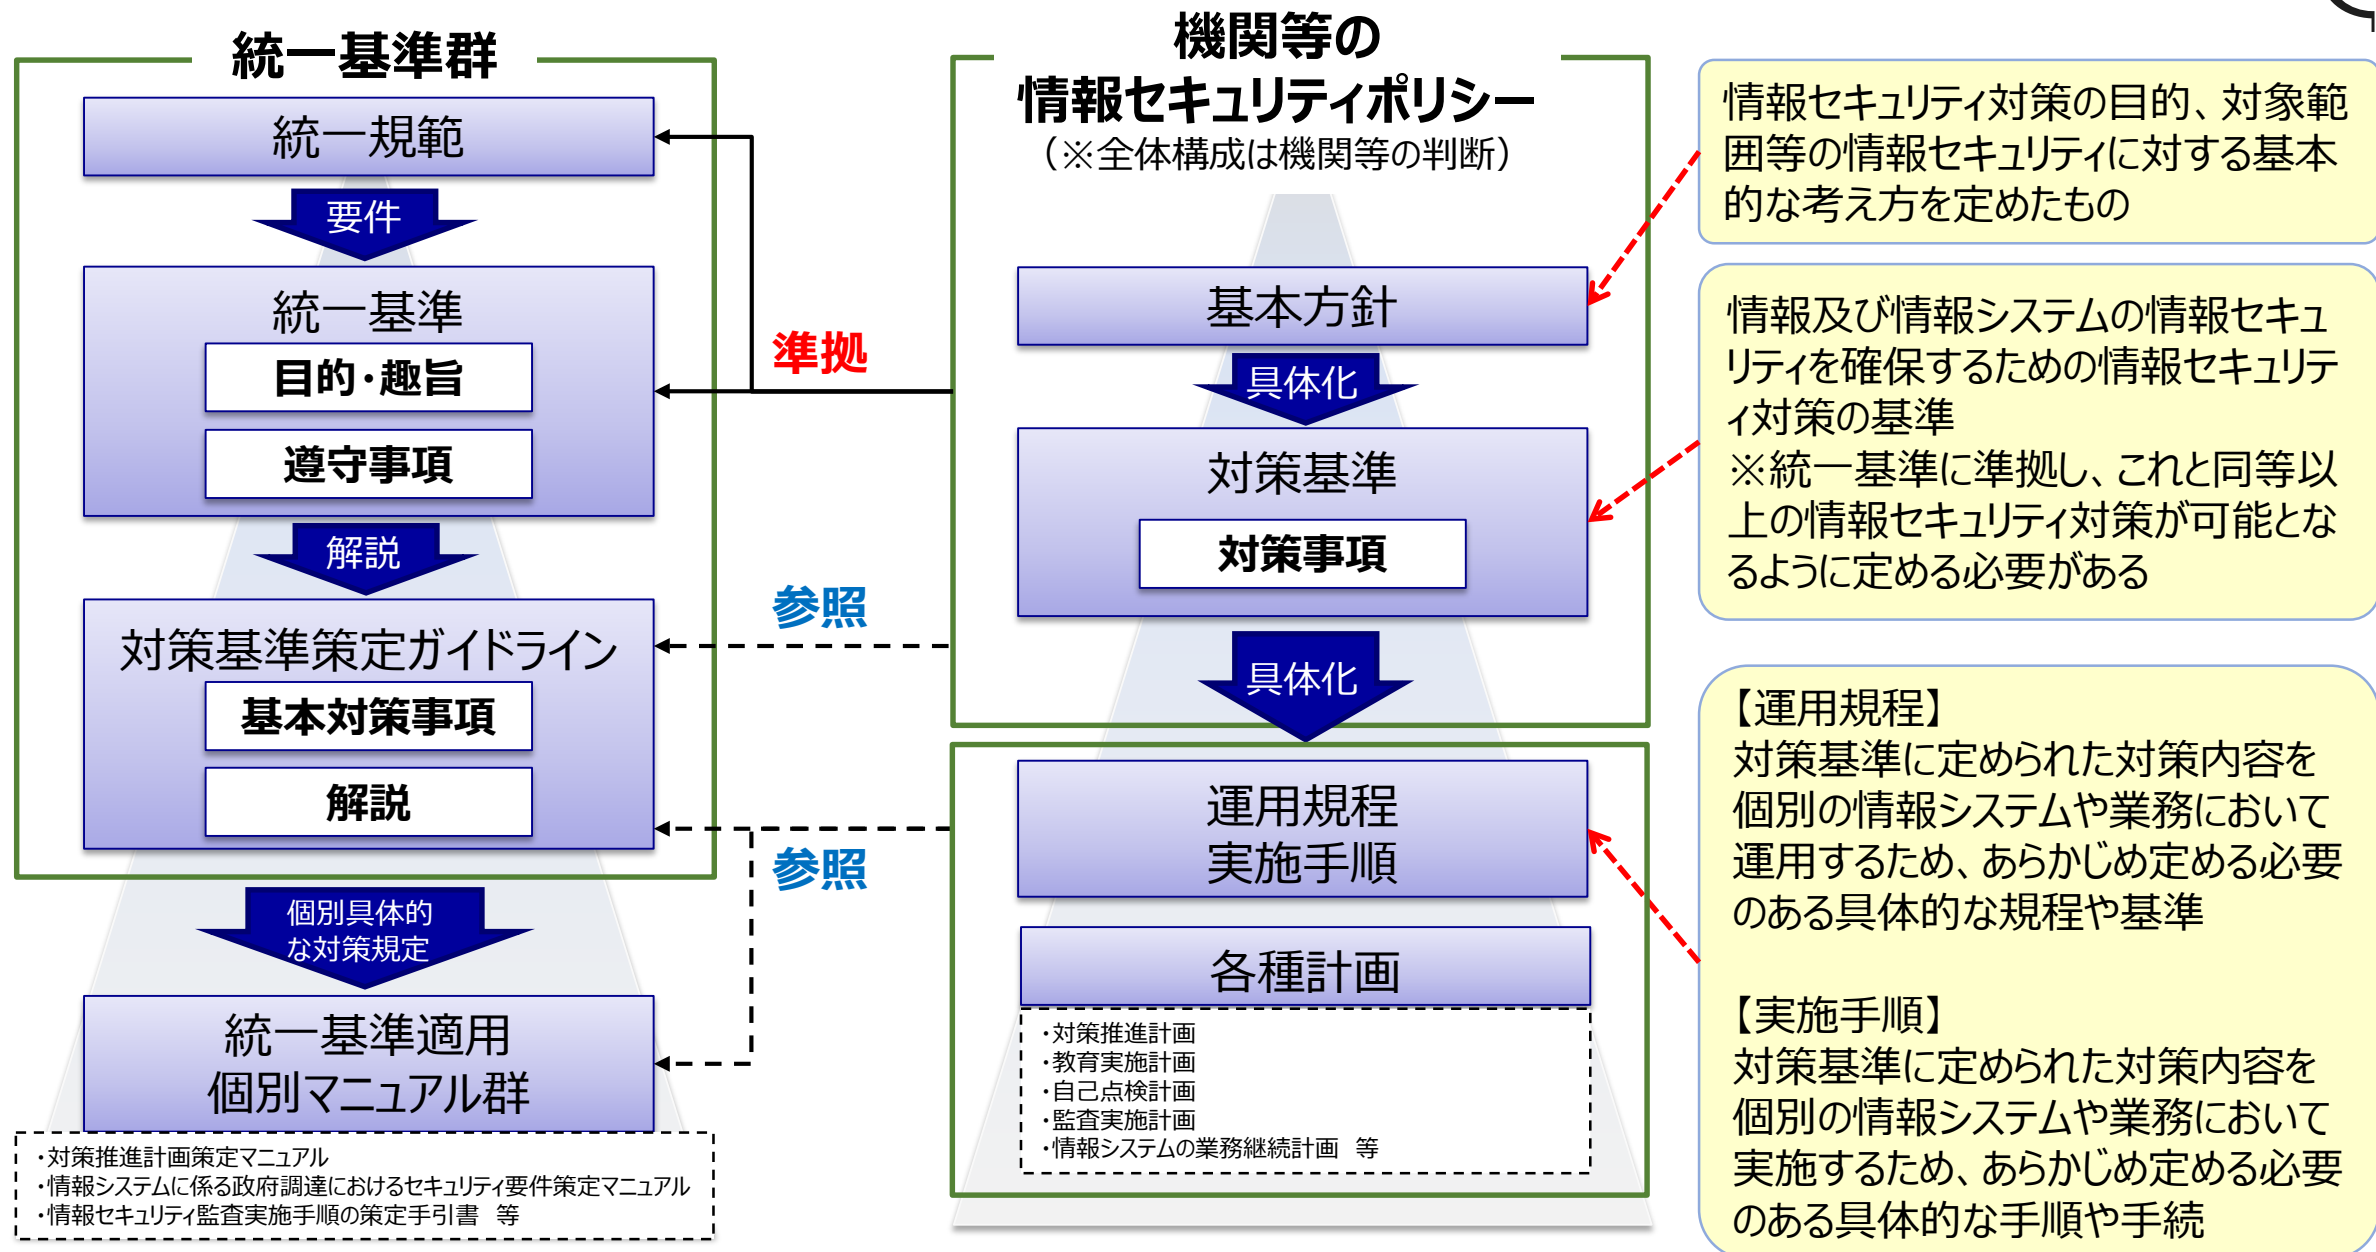 統一基準群
統一規範
要件
統一基準
目的・趣旨
遵守事項
解説
対策基準策定ガイドライン
基本対策事項
解説
個別具体的
な対策規定
統一基準適用
個別マニュアル群
・対策推進計画策定マニュアル
・情報システムに係る政府調達におけるセキュリティ要件策定マニュアル
・情報セキュリティ監査実施手順の策定手引書　等
準拠
参照
参照
機関等の
情報セキュリティポリシー
（※全体構成は機関等の判断）
基本方針
具体化
対策基準
対策事項
具体化
運用規程
実施手順
各種計画
・対策推進計画
・教育実施計画
・自己点検計画
・監査実施計画
・情報システムの業務継続計画　等
情報セキュリティ対策の目的、対象範
囲等の情報セキュリティに対する基本
的な考え方を定めたもの
情報及び情報システムの情報セキュ
リティを確保するための情報セキュリテ
ィ対策の基準
※統一基準に準拠し、これと同等以
上の情報セキュリティ対策が可能とな
るように定める必要がある
【運用規程】
対策基準に定められた対策内容を
個別の情報システムや業務において
運用するため、あらかじめ定める必要
のある具体的な規程や基準
【実施手順】
対策基準に定められた対策内容を
個別の情報システムや業務において
実施するため、あらかじめ定める必要
のある具体的な手順や手続